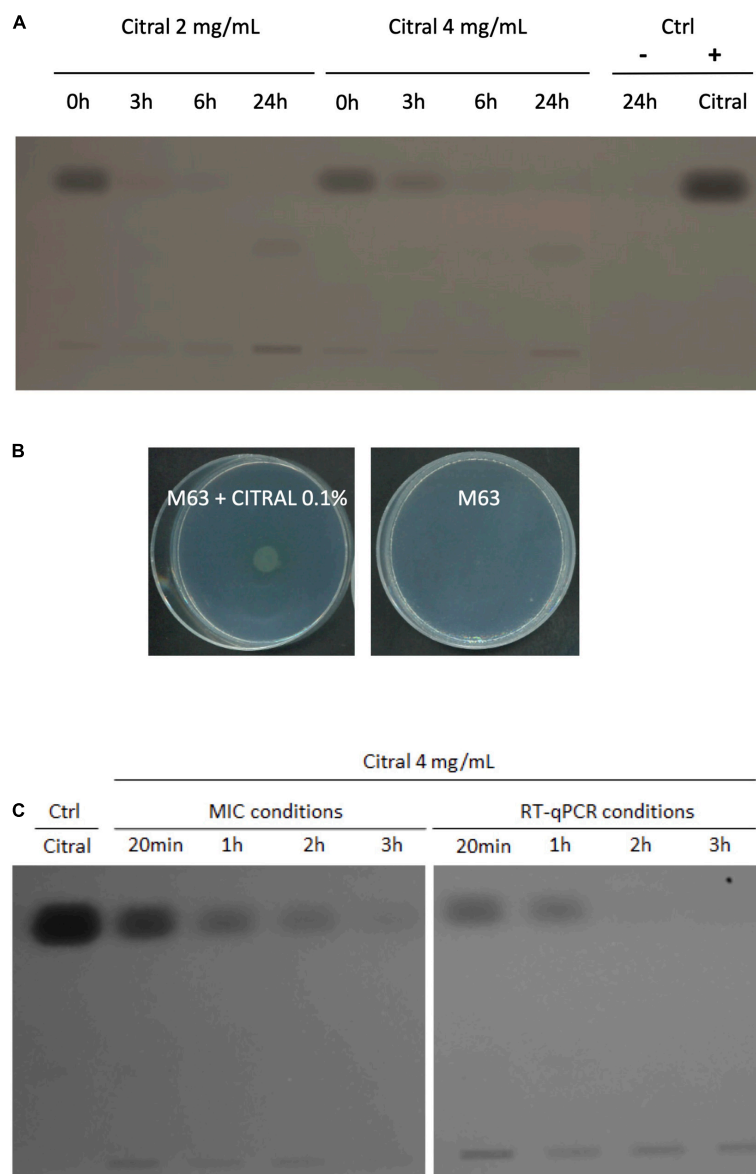 A
Citral 2 mg/mL Citral 4 mg/mL Ctrl
- +
0h 3h 6h 24h 0h 3h 6h 24h 24h Citral
B
M63 + CITRAL 0.1% M63
Citral 4 mg/mL
C
Ctrl MIC conditions RT-qPCR conditions
Citral 20min 1h 2h 3h 20min 1h 2h 3h